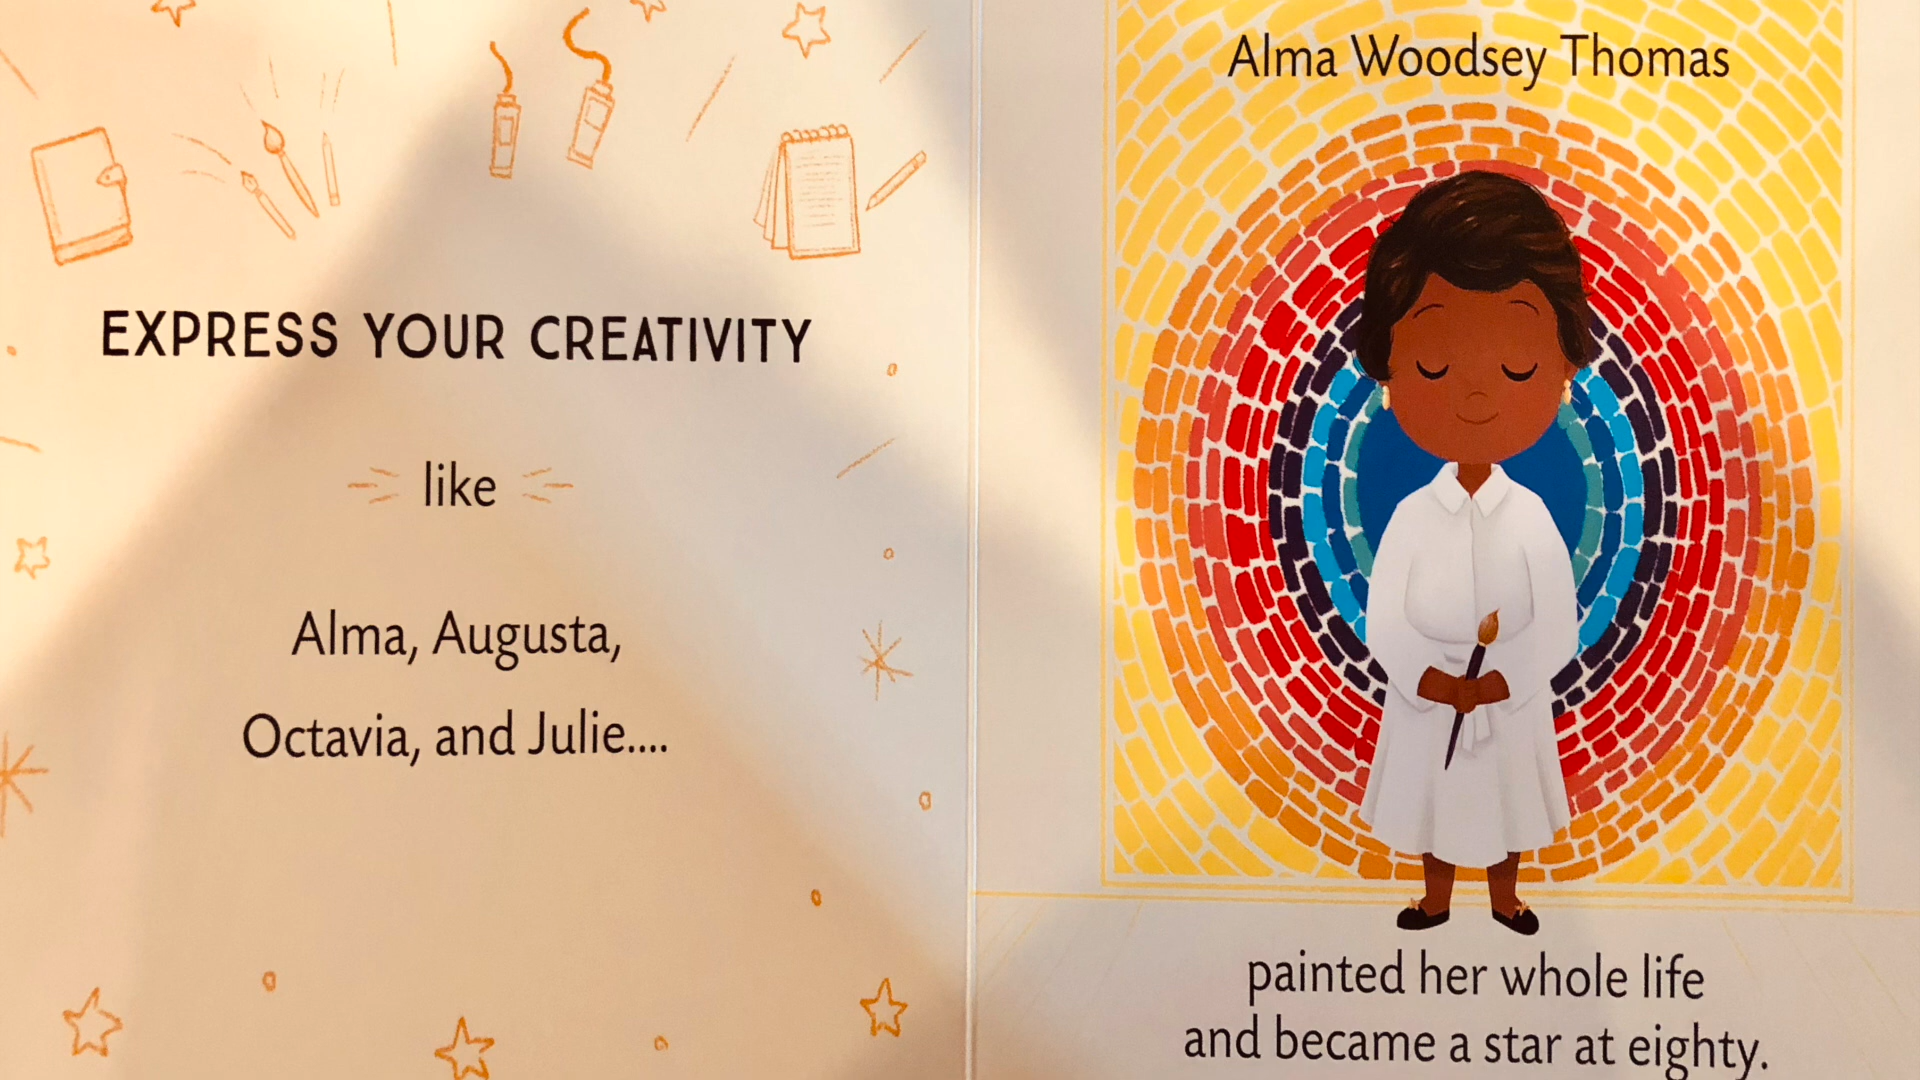 EXPRESS YOUR CREATIVITY
like
Alma, Augusta,
Octavia, and Julie....
Alma Woodsey Thomas
painted her whole life
and became a star at eighty.